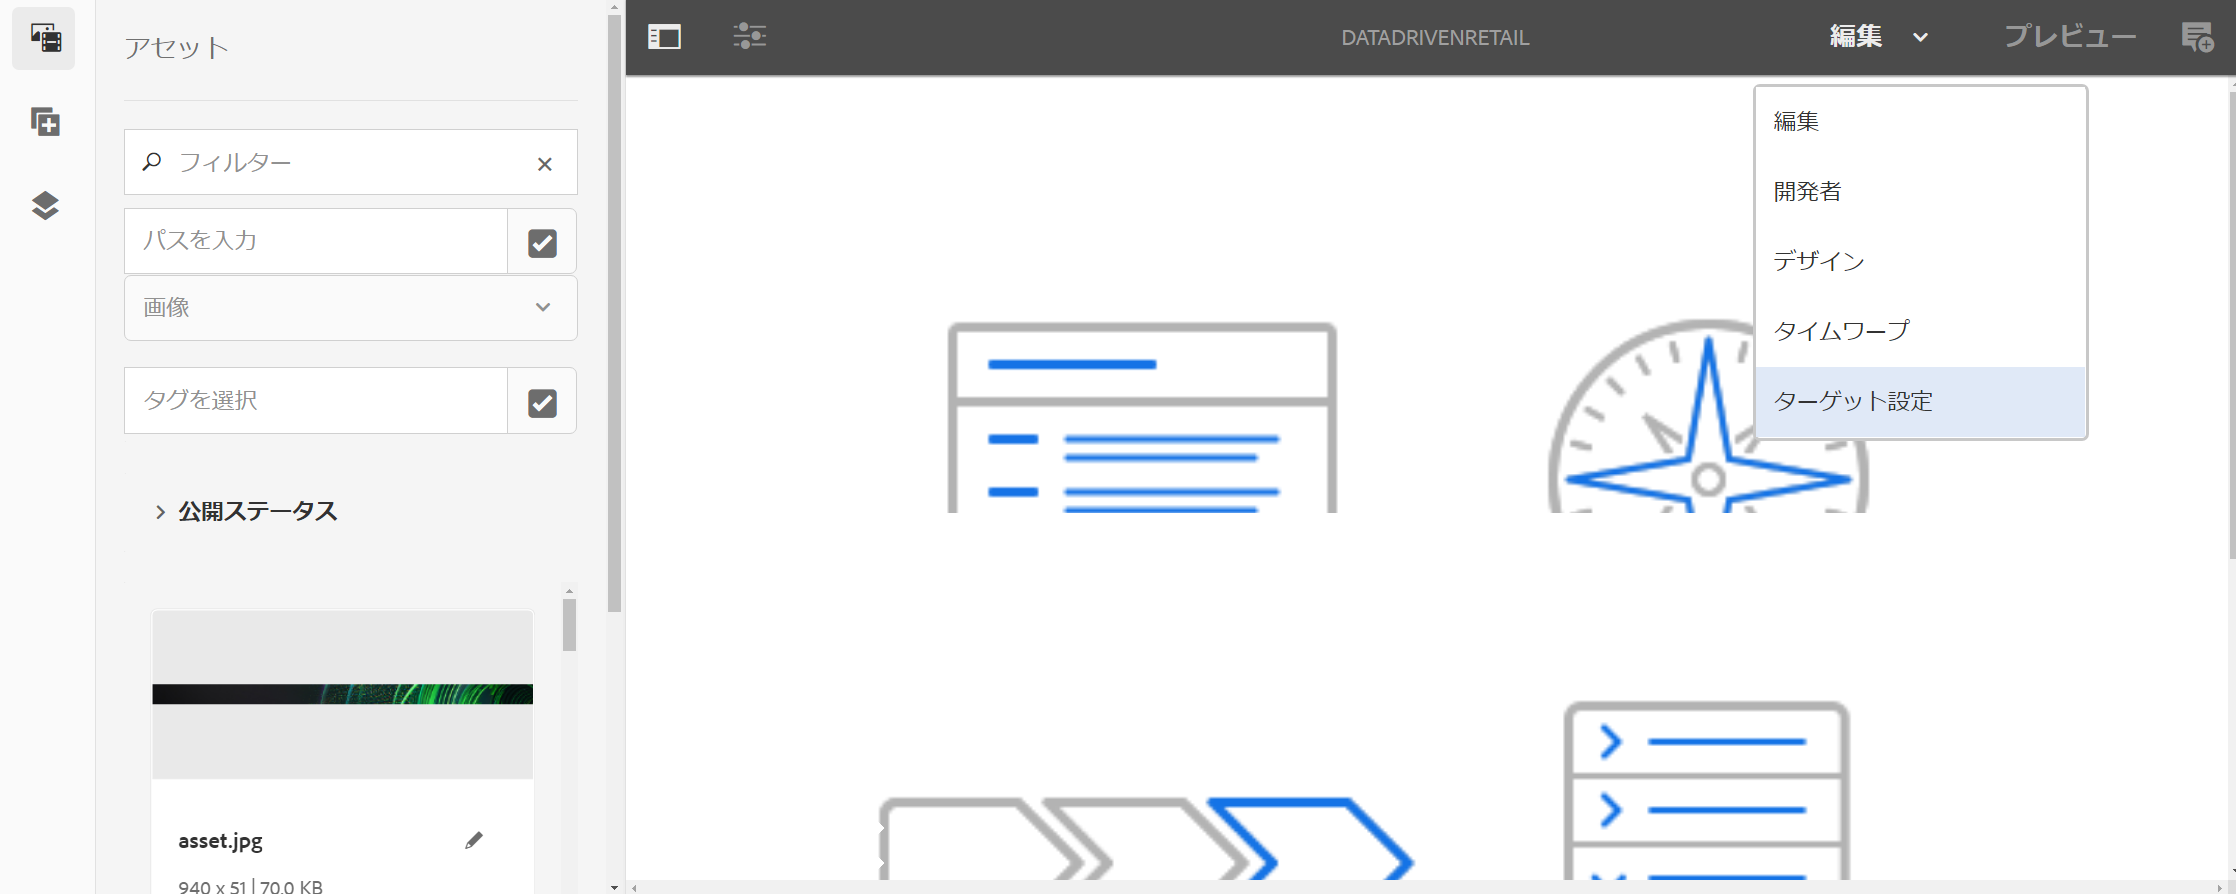 アセット
フィルター
パスを入力
画像
タグを選択
公開ステータス
asset.jpg
940 x 51 | 70.0 KB
DATADRIVENRETAIL
編集
プレビュー
編集
開発者
デザイン
タイムワープ
ターゲット設定